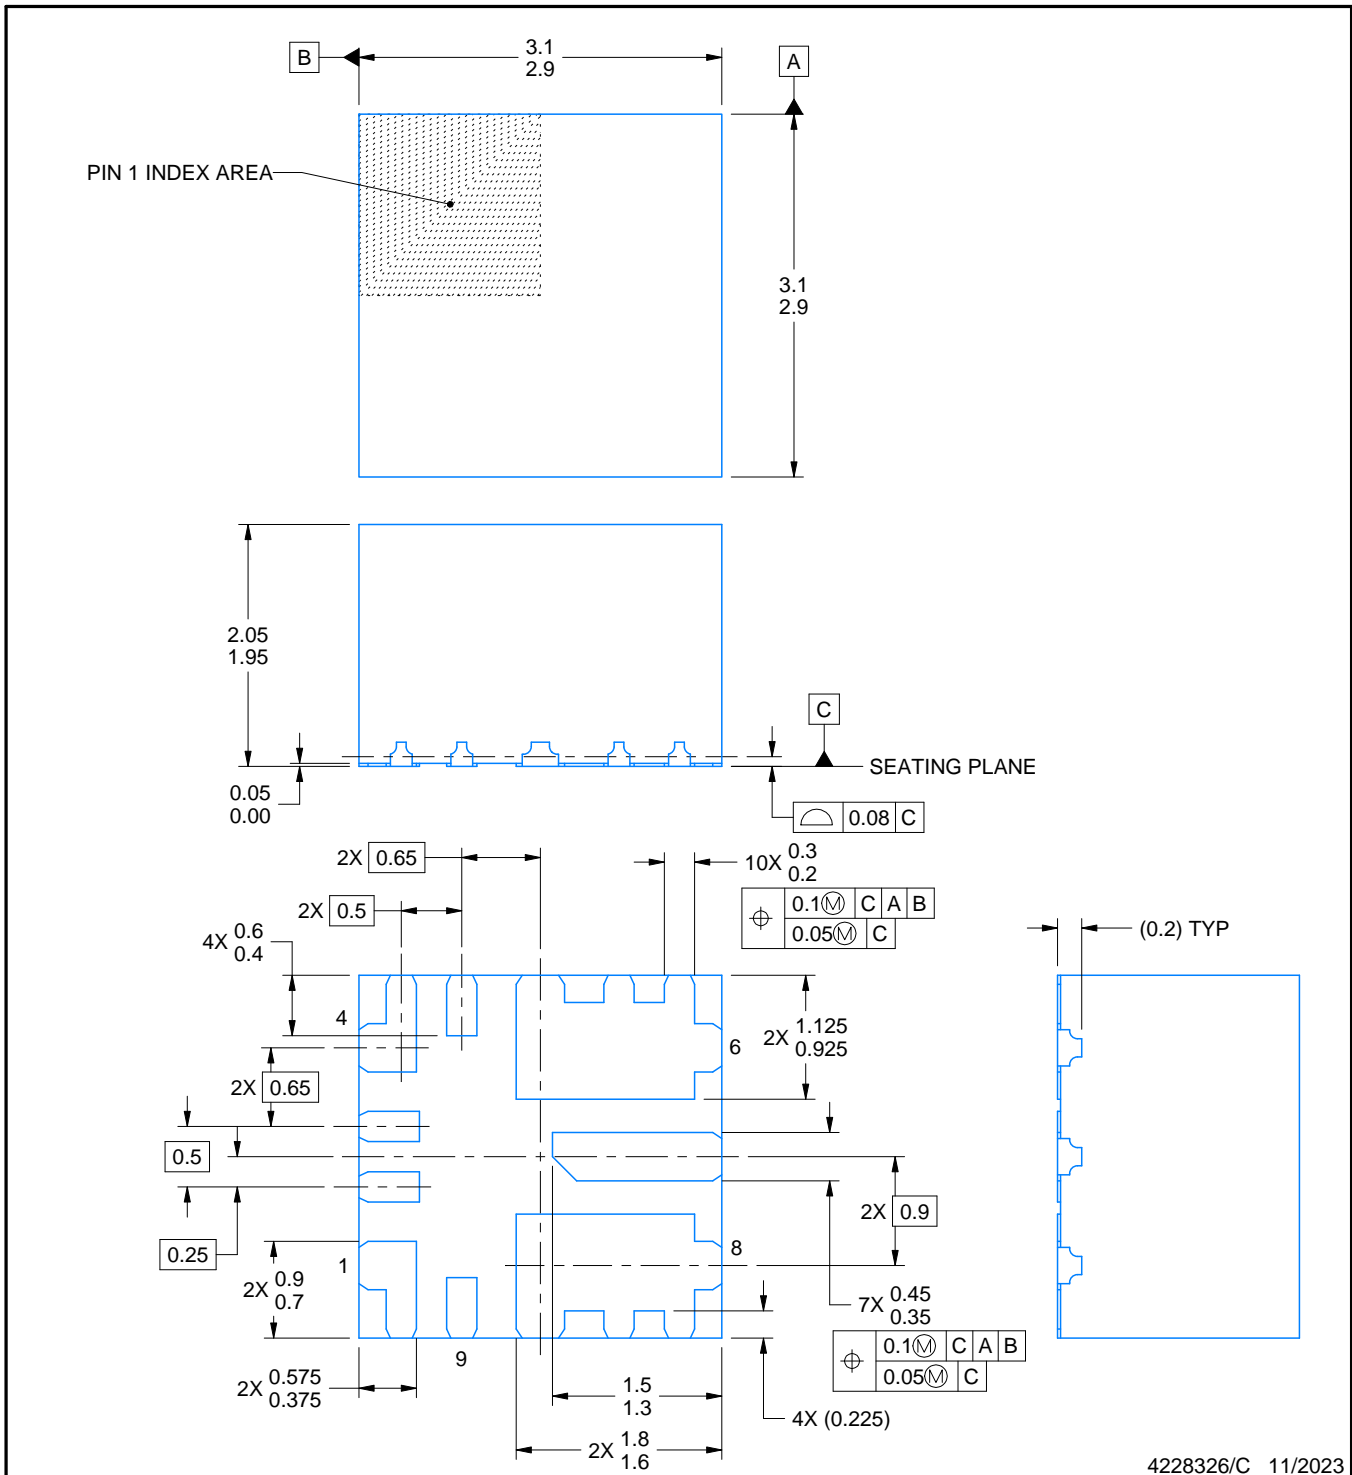 B
3.1
2.9
A
PIN 1 INDEX AREA
3.1
2.9
2.05
1.95
C
SEATING PLANE
0.05
0.00
0.08 C
2X 0.65
10X 0.3
0.2
0.1Ⓜ C A B
0.05Ⓜ C
2X 0.5
4X 0.6
0.4
(0.2) TYP
4
6
2X 1.125
0.925
2X 0.65
0.5
0.25
2X 0.9
1
8
2X 0.9
0.7
7X 0.45
0.35
0.1Ⓜ C A B
0.05Ⓜ C
9
2X 0.575
0.375
1.5
1.3
4X (0.225)
2X 1.8
1.6
4228326/C 11/2023